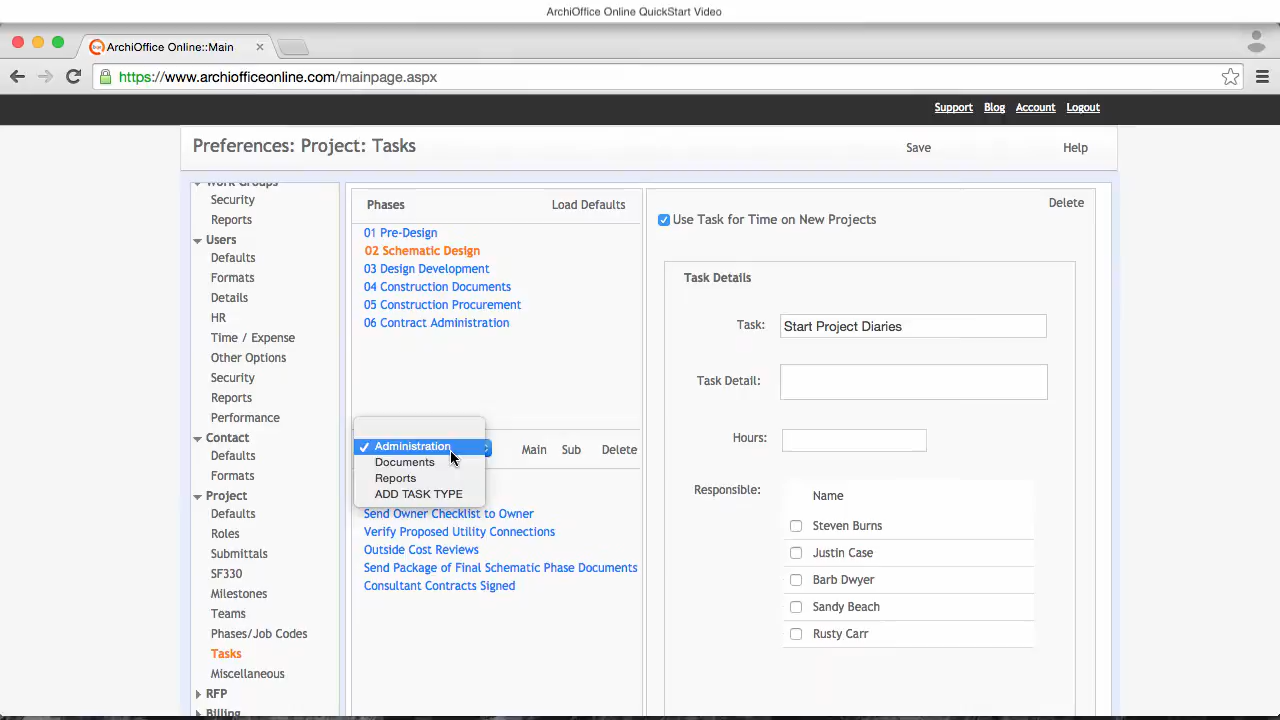 ArchiOffice Online QuickStart Video
ArchiOffice Online::Main
https://www.archiofficeonline.com/mainpage.aspx
Support Blog Account Logout
Preferences: Project: Tasks
Save
Help
Work Groups
Security
Reports
Users
Defaults
Formats
Details
HR
Time / Expense
Other Options
Security
Reports
Performance
Contact
Defaults
Formats
Project
Defaults
Roles
Submittals
SF330
Milestones
Teams
Phases/Job Codes
Tasks
Miscellaneous
RFP
Billing
Phases
Load Defaults
01 Pre-Design
02 Schematic Design
03 Design Development
04 Construction Documents
05 Construction Procurement
06 Contract Administration
Administration
Documents
Reports
ADD TASK TYPE
Main Sub Delete
Send Owner Checklist to Owner
Verify Proposed Utility Connections
Outside Cost Reviews
Send Package of Final Schematic Phase Documents
Consultant Contracts Signed
Delete
Use Task for Time on New Projects
Task Details
Task: Start Project Diaries
Task Detail:
Hours:
Responsible:
Name
Steven Burns
Justin Case
Barb Dwyer
Sandy Beach
Rusty Carr